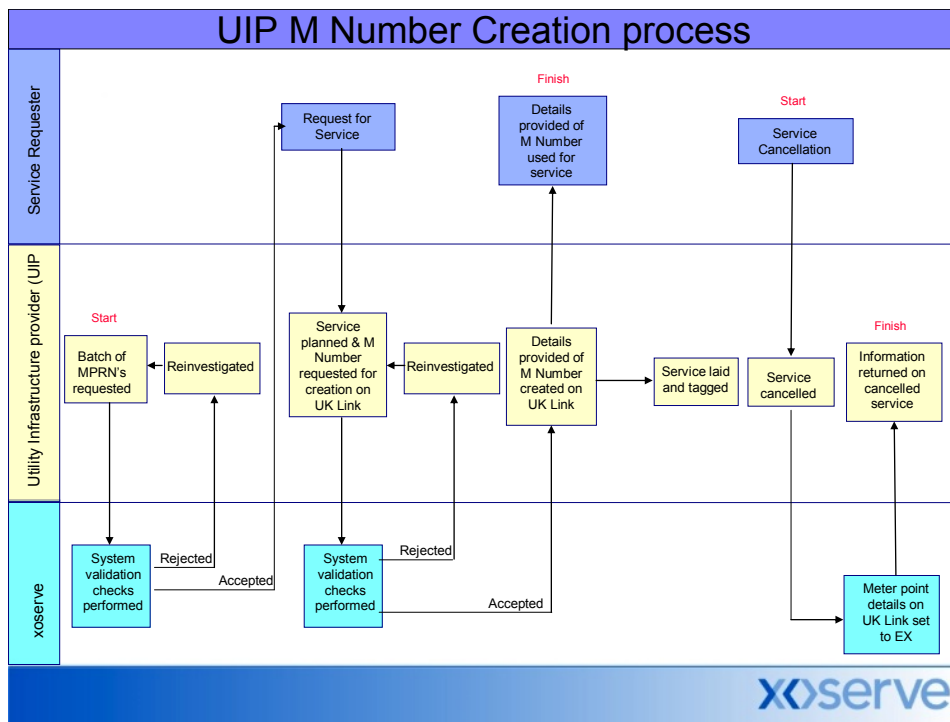 UIP M Number Creation process
Service Requester
Finish
Start
Request for
Service
Details
provided of
M Number
used for
service
Service
Cancellation
Utility Infrastructure provider (UIP
Start
Batch of
MPRN's
requested
Reinvestigated
Service
planned & M
Number
requested for
creation on
UK Link
Reinvestigated
Details
provided of
M Number
created on
UK Link
Service laid
and tagged
Service
cancelled
Finish
Information
returned on
cancelled
service
xoserve
System
validation
checks
performed
Rejected
Accepted
System
validation
checks
performed
Rejected
Accepted
Meter point
details on
UK Link set
to EX
xoserve